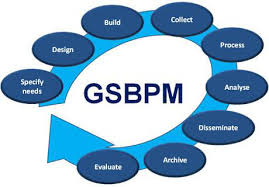 Specify
needs
Design
Build
Collect
Process
Analyse
Disseminate
Archive
Evaluate
GSBPM